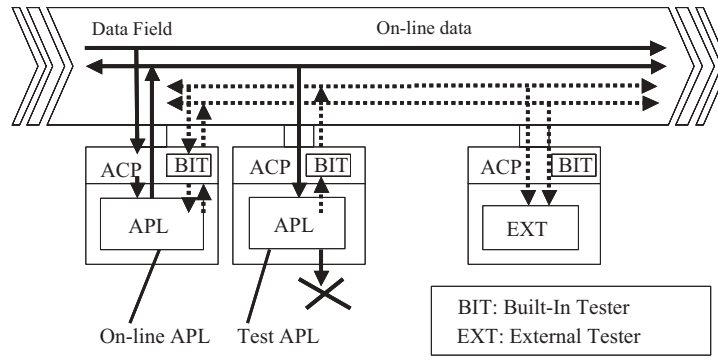 Data Field
On-line data
ACP
BIT
ACP
BIT
ACP
BIT
APL
APL
EXT
On-line APL
Test APL
BIT: Built-In Tester
EXT: External Tester